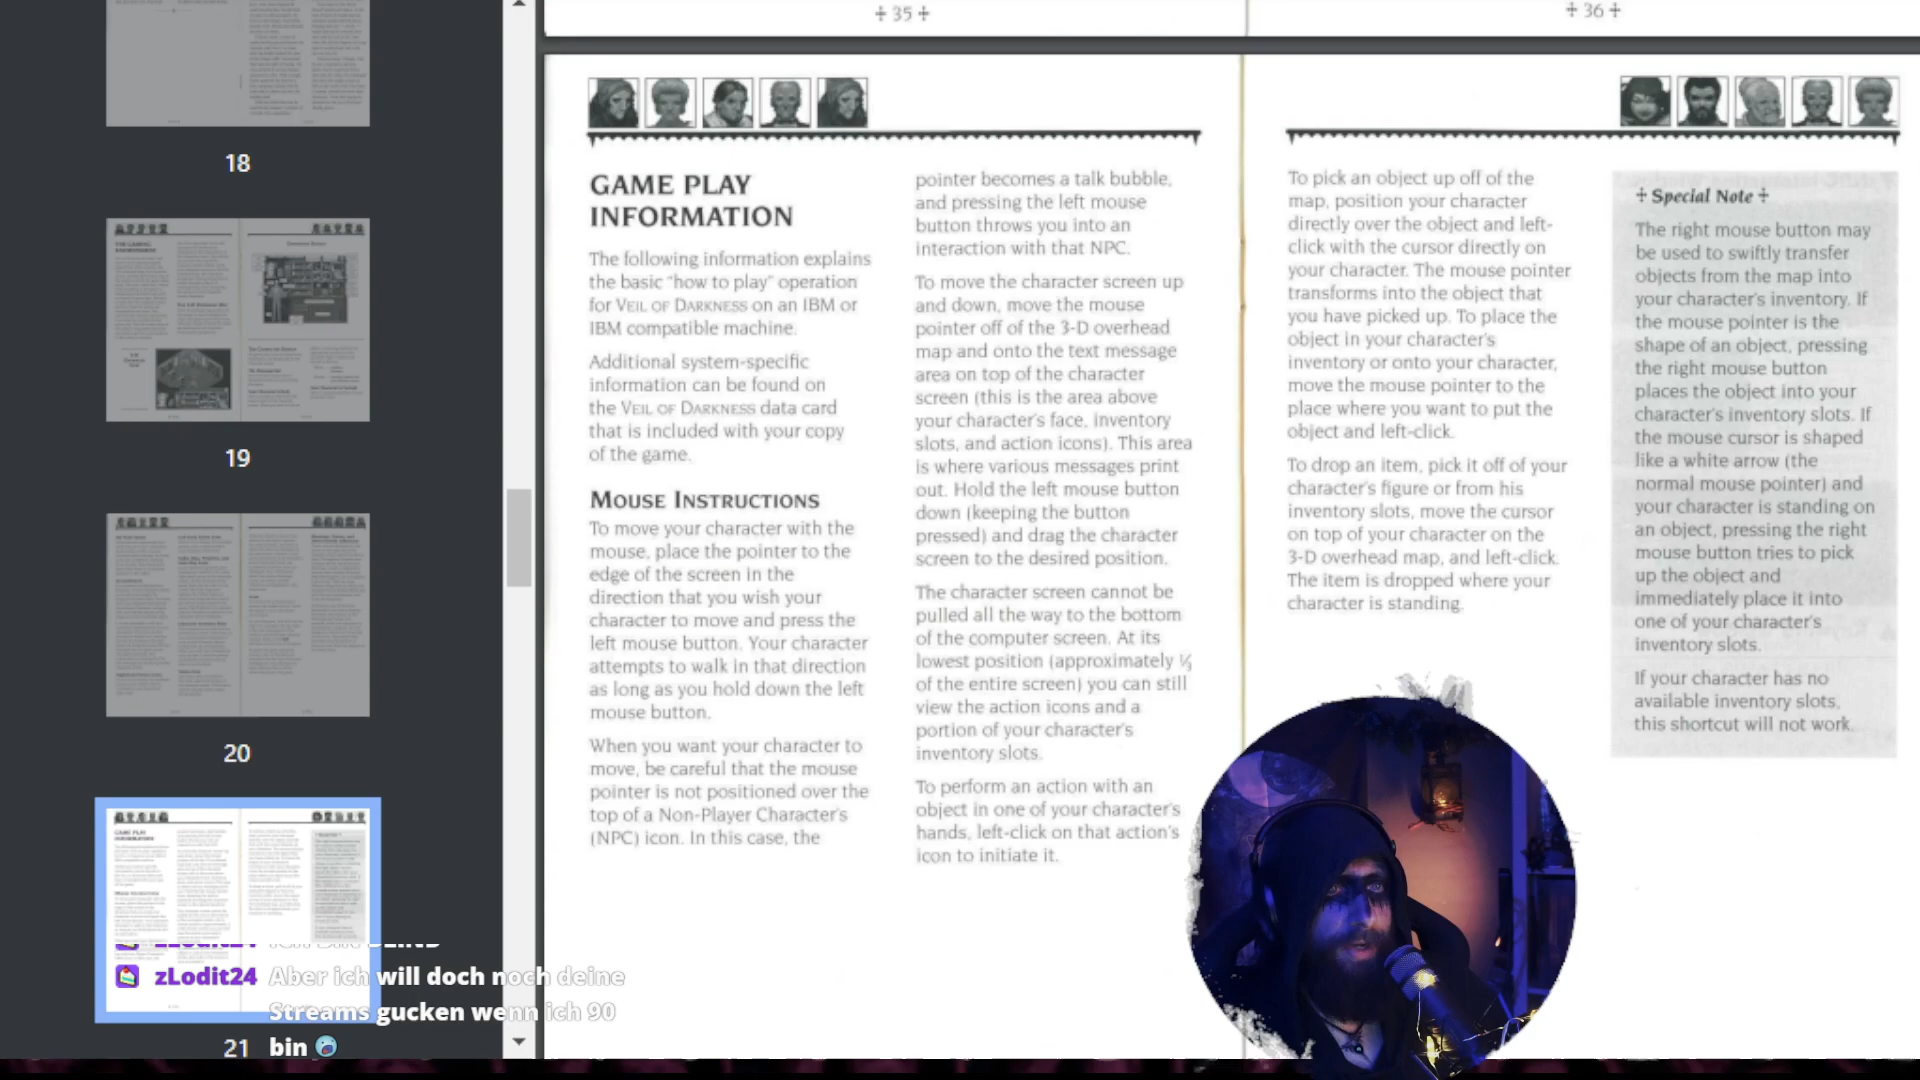 ‡ 35 ‡
‡ 36 ‡
18
19
20
21
GAME PLAY
INFORMATION
The following information explains
the basic "how to play" operation
for VEIL OF DARKNESS on an IBM or
IBM compatible machine.
Additional system-specific
information can be found on
the VEIL OF DARKNESS data card
that is included with your copy
of the game.
MOUSE INSTRUCTIONS
To move your character with the
mouse, place the pointer to the
edge of the screen in the
direction that you wish your
character to move and press the
left mouse button. Your character
attempts to walk in that direction
as long as you hold down the left
mouse button.
When you want your character to
move, be careful that the mouse
pointer is not positioned over the
top of a Non-Player Character's
(NPC) icon. In this case, the
pointer becomes a talk bubble,
and pressing the left mouse
button throws you into an
interaction with that NPC.
To move the character screen up
and down, move the mouse
pointer off of the 3-D overhead
map and onto the text message
area on top of the character
screen (this is the area above
your character's face, inventory
slots, and action icons). This area
is where various messages print
out. Hold the left mouse button
down (keeping the button
pressed) and drag the character
screen to the desired position.
The character screen cannot be
pulled all the way to the bottom
of the computer screen. At its
lowest position (approximately ⅓
of the entire screen) you can still
view the action icons and a
portion of your character's
inventory slots.
To perform an action with an
object in one of your character's
hands, left-click on that action's
icon to initiate it.
To pick an object up off of the
map, position your character
directly over the object and left-
click with the cursor directly on
your character. The mouse pointer
transforms into the object that
you have picked up. To place the
object in your character's
inventory or onto your character,
move the mouse pointer to the
place where you want to put the
object and left-click.
To drop an item, pick it off of your
character's figure or from his
inventory slots, move the cursor
on top of your character on the
3-D overhead map, and left-click.
The item is dropped where your
character is standing.
‡ Special Note ‡
The right mouse button may
be used to swiftly transfer
objects from the map into
your character's inventory. If
the mouse pointer is the
shape of an object, pressing
the right mouse button
places the object into your
character's inventory slots. If
the mouse cursor is shaped
like a white arrow (the
normal mouse pointer) and
your character is standing on
an object, pressing the right
mouse button tries to pick
up the object and
immediately place it into
one of your character's
inventory slots.
If your character has no
available inventory slots,
this shortcut will not work.
zLodit24 Aber ich will doch noch deine
Streams gucken wenn ich 90
bin